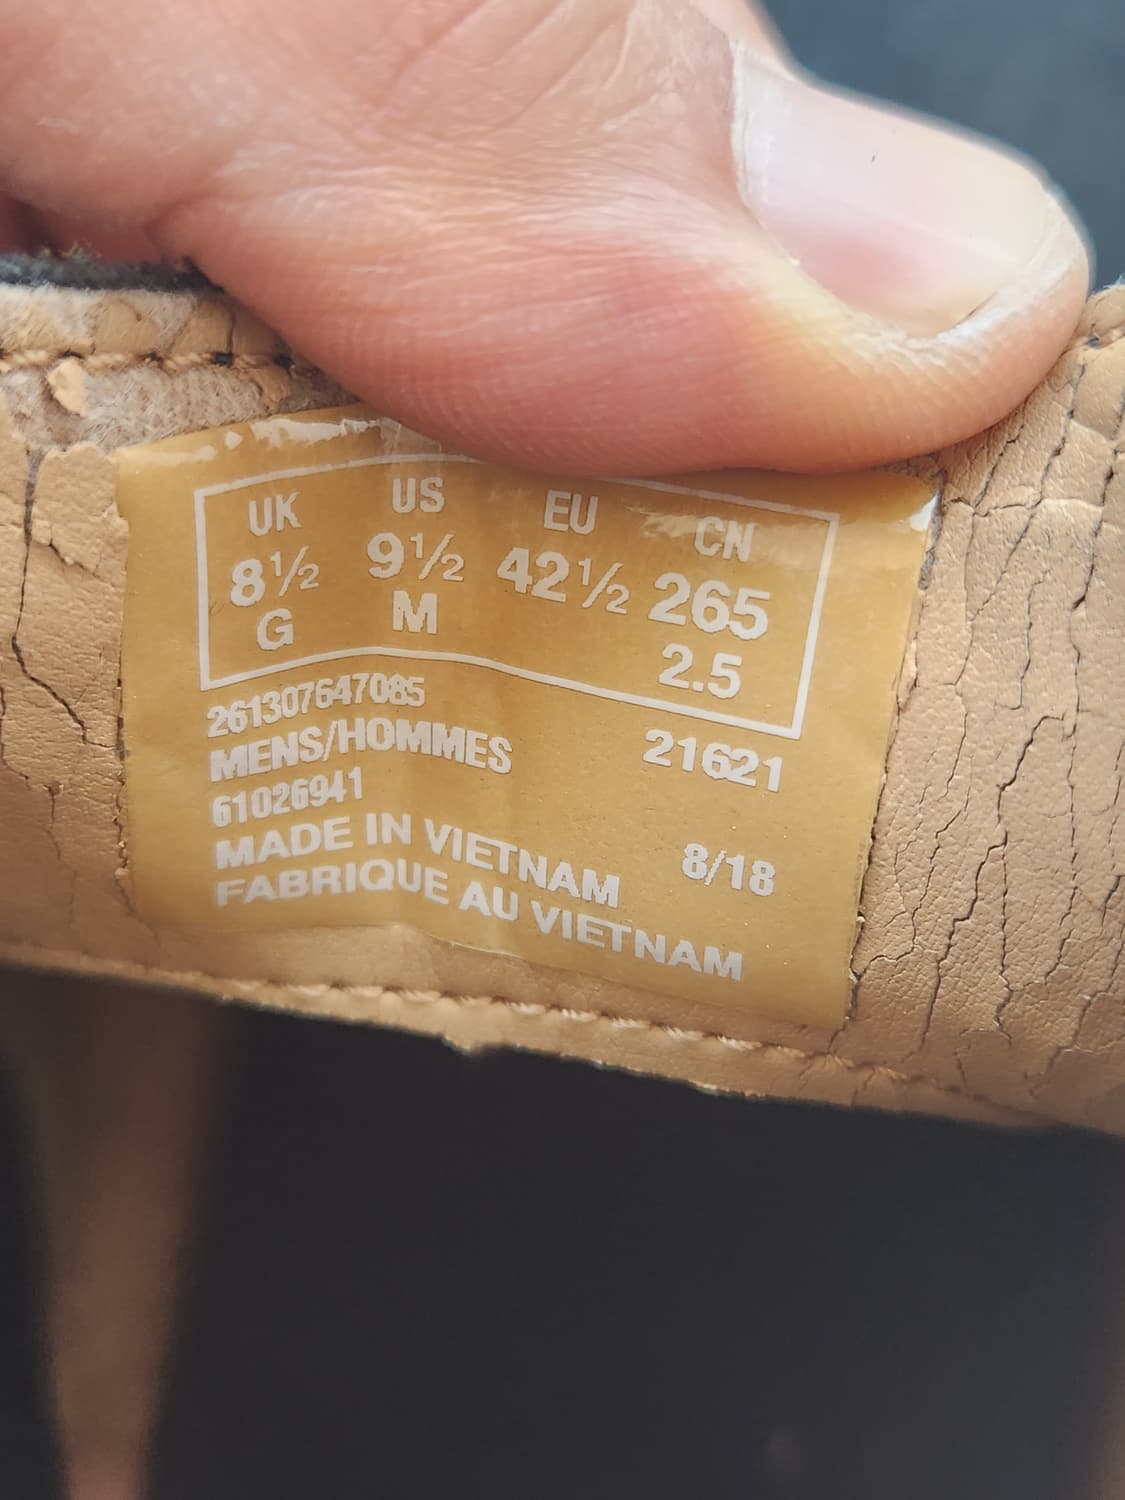 UK US EU CN
8½ 9½ 42½ 265
G M 2.5
261307647085 21621
MENS/HOMMES
61026941
MADE IN VIETNAM 8/18
FABRIQUE AU VIETNAM